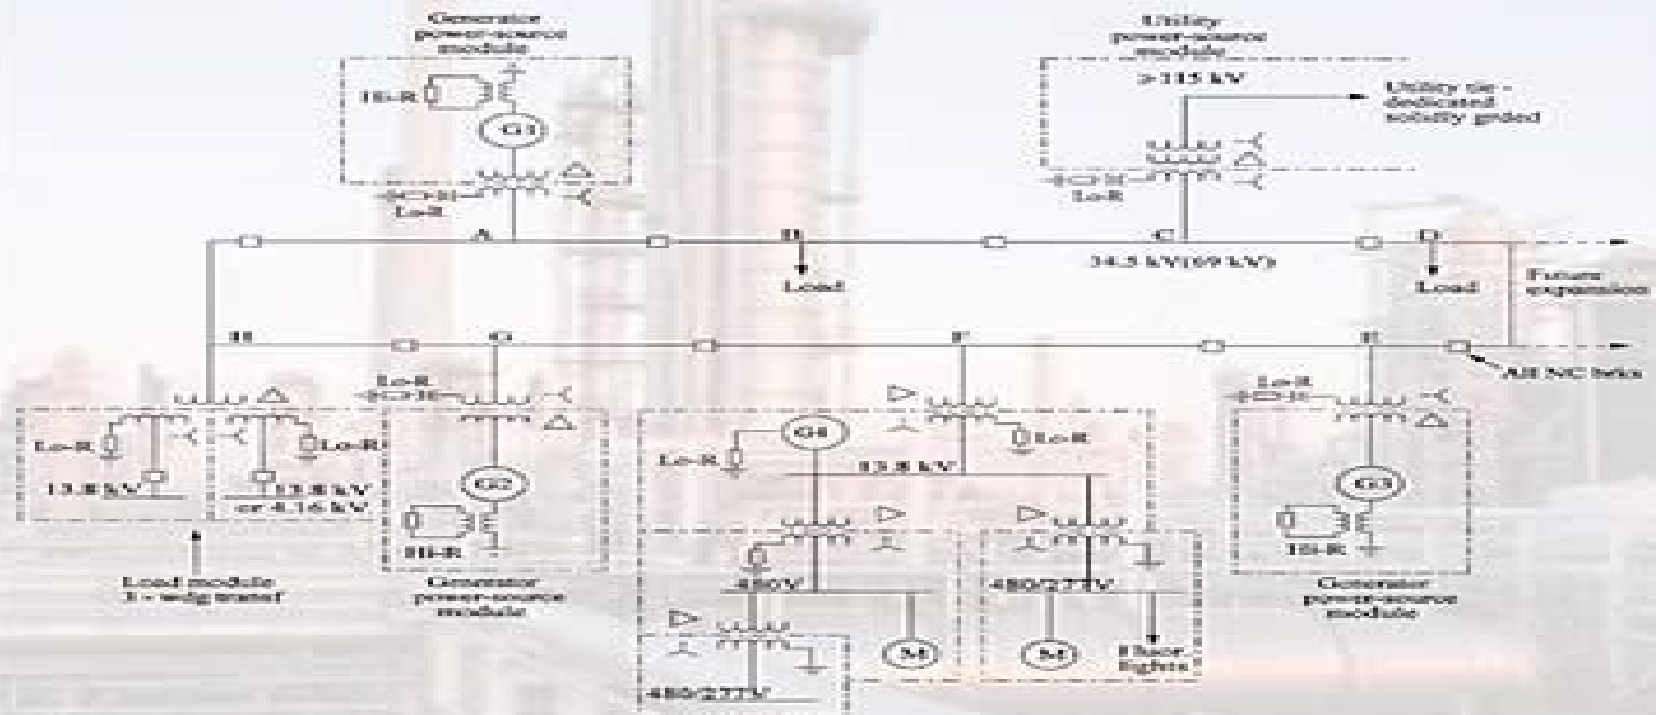 Generator
power-source
module
Hi-R
G1
Lo-R
Utility
power-source
module
≥115 kV
Utility tie -
dedicated
solidly grded
Lo-R
A
B
C
D
34.5 kV(69 kV)
Load
Load
Future
expansion
H
G
F
E
All NC brks
Lo-R
Lo-R
13.8 kV
13.8 kV
or 4.16 kV
Load module
3 - wdg transf
Lo-R
G2
Hi-R
Generator
power-source
module
G4
Lo-R
Lo-R
13.8 kV
480V
480/277V
M
M
Fluor.
lights
480/277V
Lo-R
G3
Hi-R
Generator
power-source
module